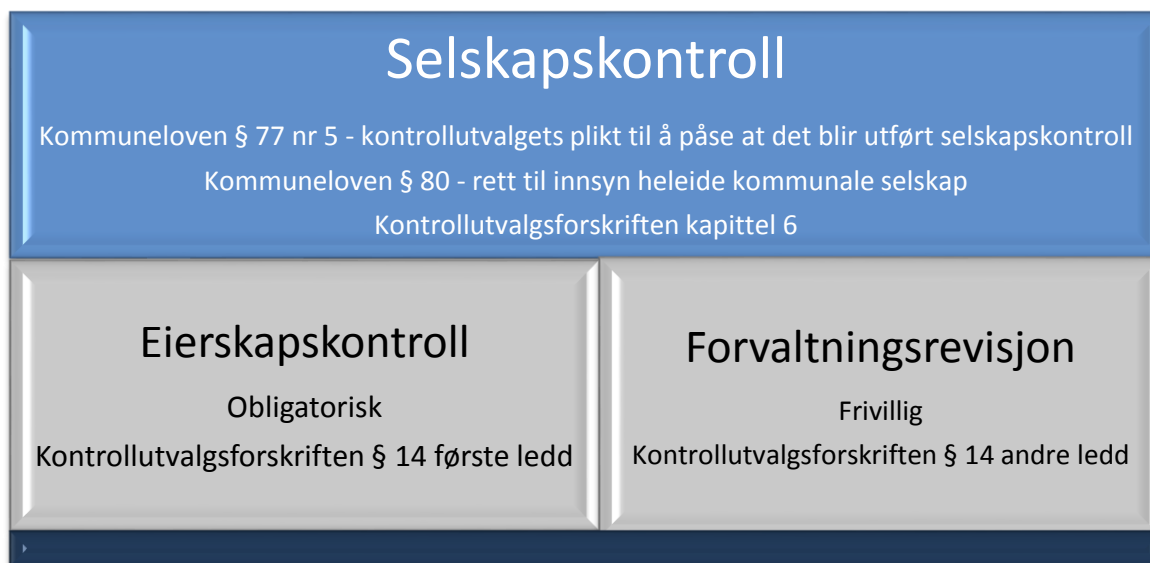 Selskapskontroll
Kommuneloven § 77 nr 5 - kontrollutvalgets plikt til å påse at det blir utført selskapskontroll
Kommuneloven § 80 - rett til innsyn heleide kommunale selskap
Kontrollutvalgsforskriften kapittel 6
Eierskapskontroll
Obligatorisk
Kontrollutvalgsforskriften § 14 første ledd
Forvaltningsrevisjon
Frivillig
Kontrollutvalgsforskriften § 14 andre ledd